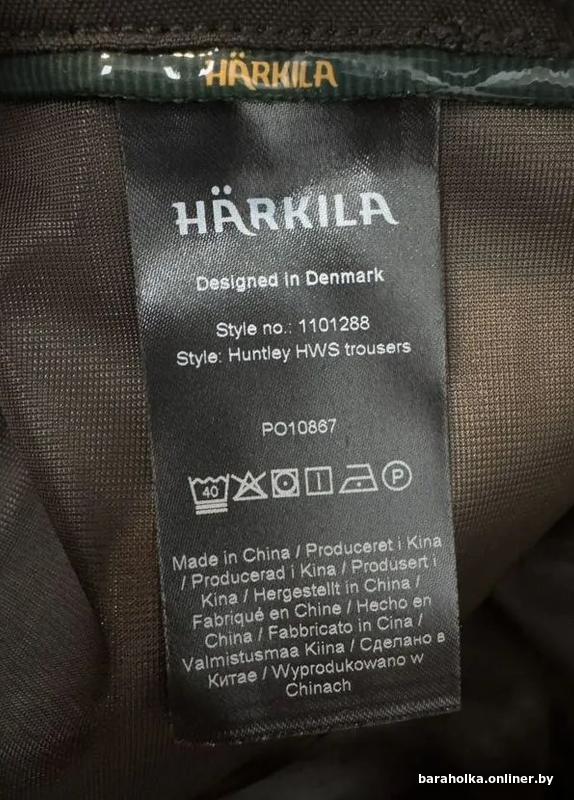 HÄRKILA
HÄRKILA
Designed in Denmark
Style no.: 1101288
Style: Huntley HWS trousers
PO10867
40 P
Made in China / Produceret i Kina
/ Producerad i Kina / Produsert i
Kina / Hergestellt in China /
Fabriqué en Chine / Hecho en
China / Fabbricato in Cina /
Valmistusmaa Kiina / Сделано в
Китае / Wyprodukowano w
Chinach
baraholka.onliner.by